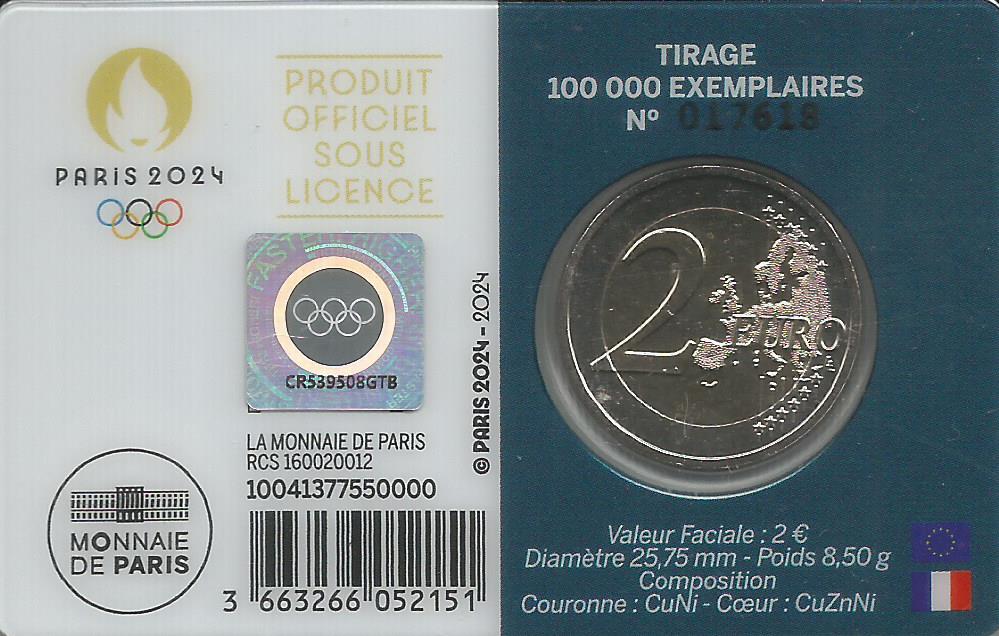 PARIS 2024
PRODUIT
OFFICIEL
SOUS
LICENCE
FASTER
CR539508GTB
© PARIS 2024 - 2024
LA MONNAIE DE PARIS
RCS 160020012
10041377550000
MONNAIE
DE PARIS
3 663266 052151
TIRAGE
100 000 EXEMPLAIRES
Nº 017618
2 EURO
Valeur Faciale : 2 €
Diamètre 25,75 mm - Poids 8,50 g
Composition
Couronne : CuNi - Cœur : CuZnNi